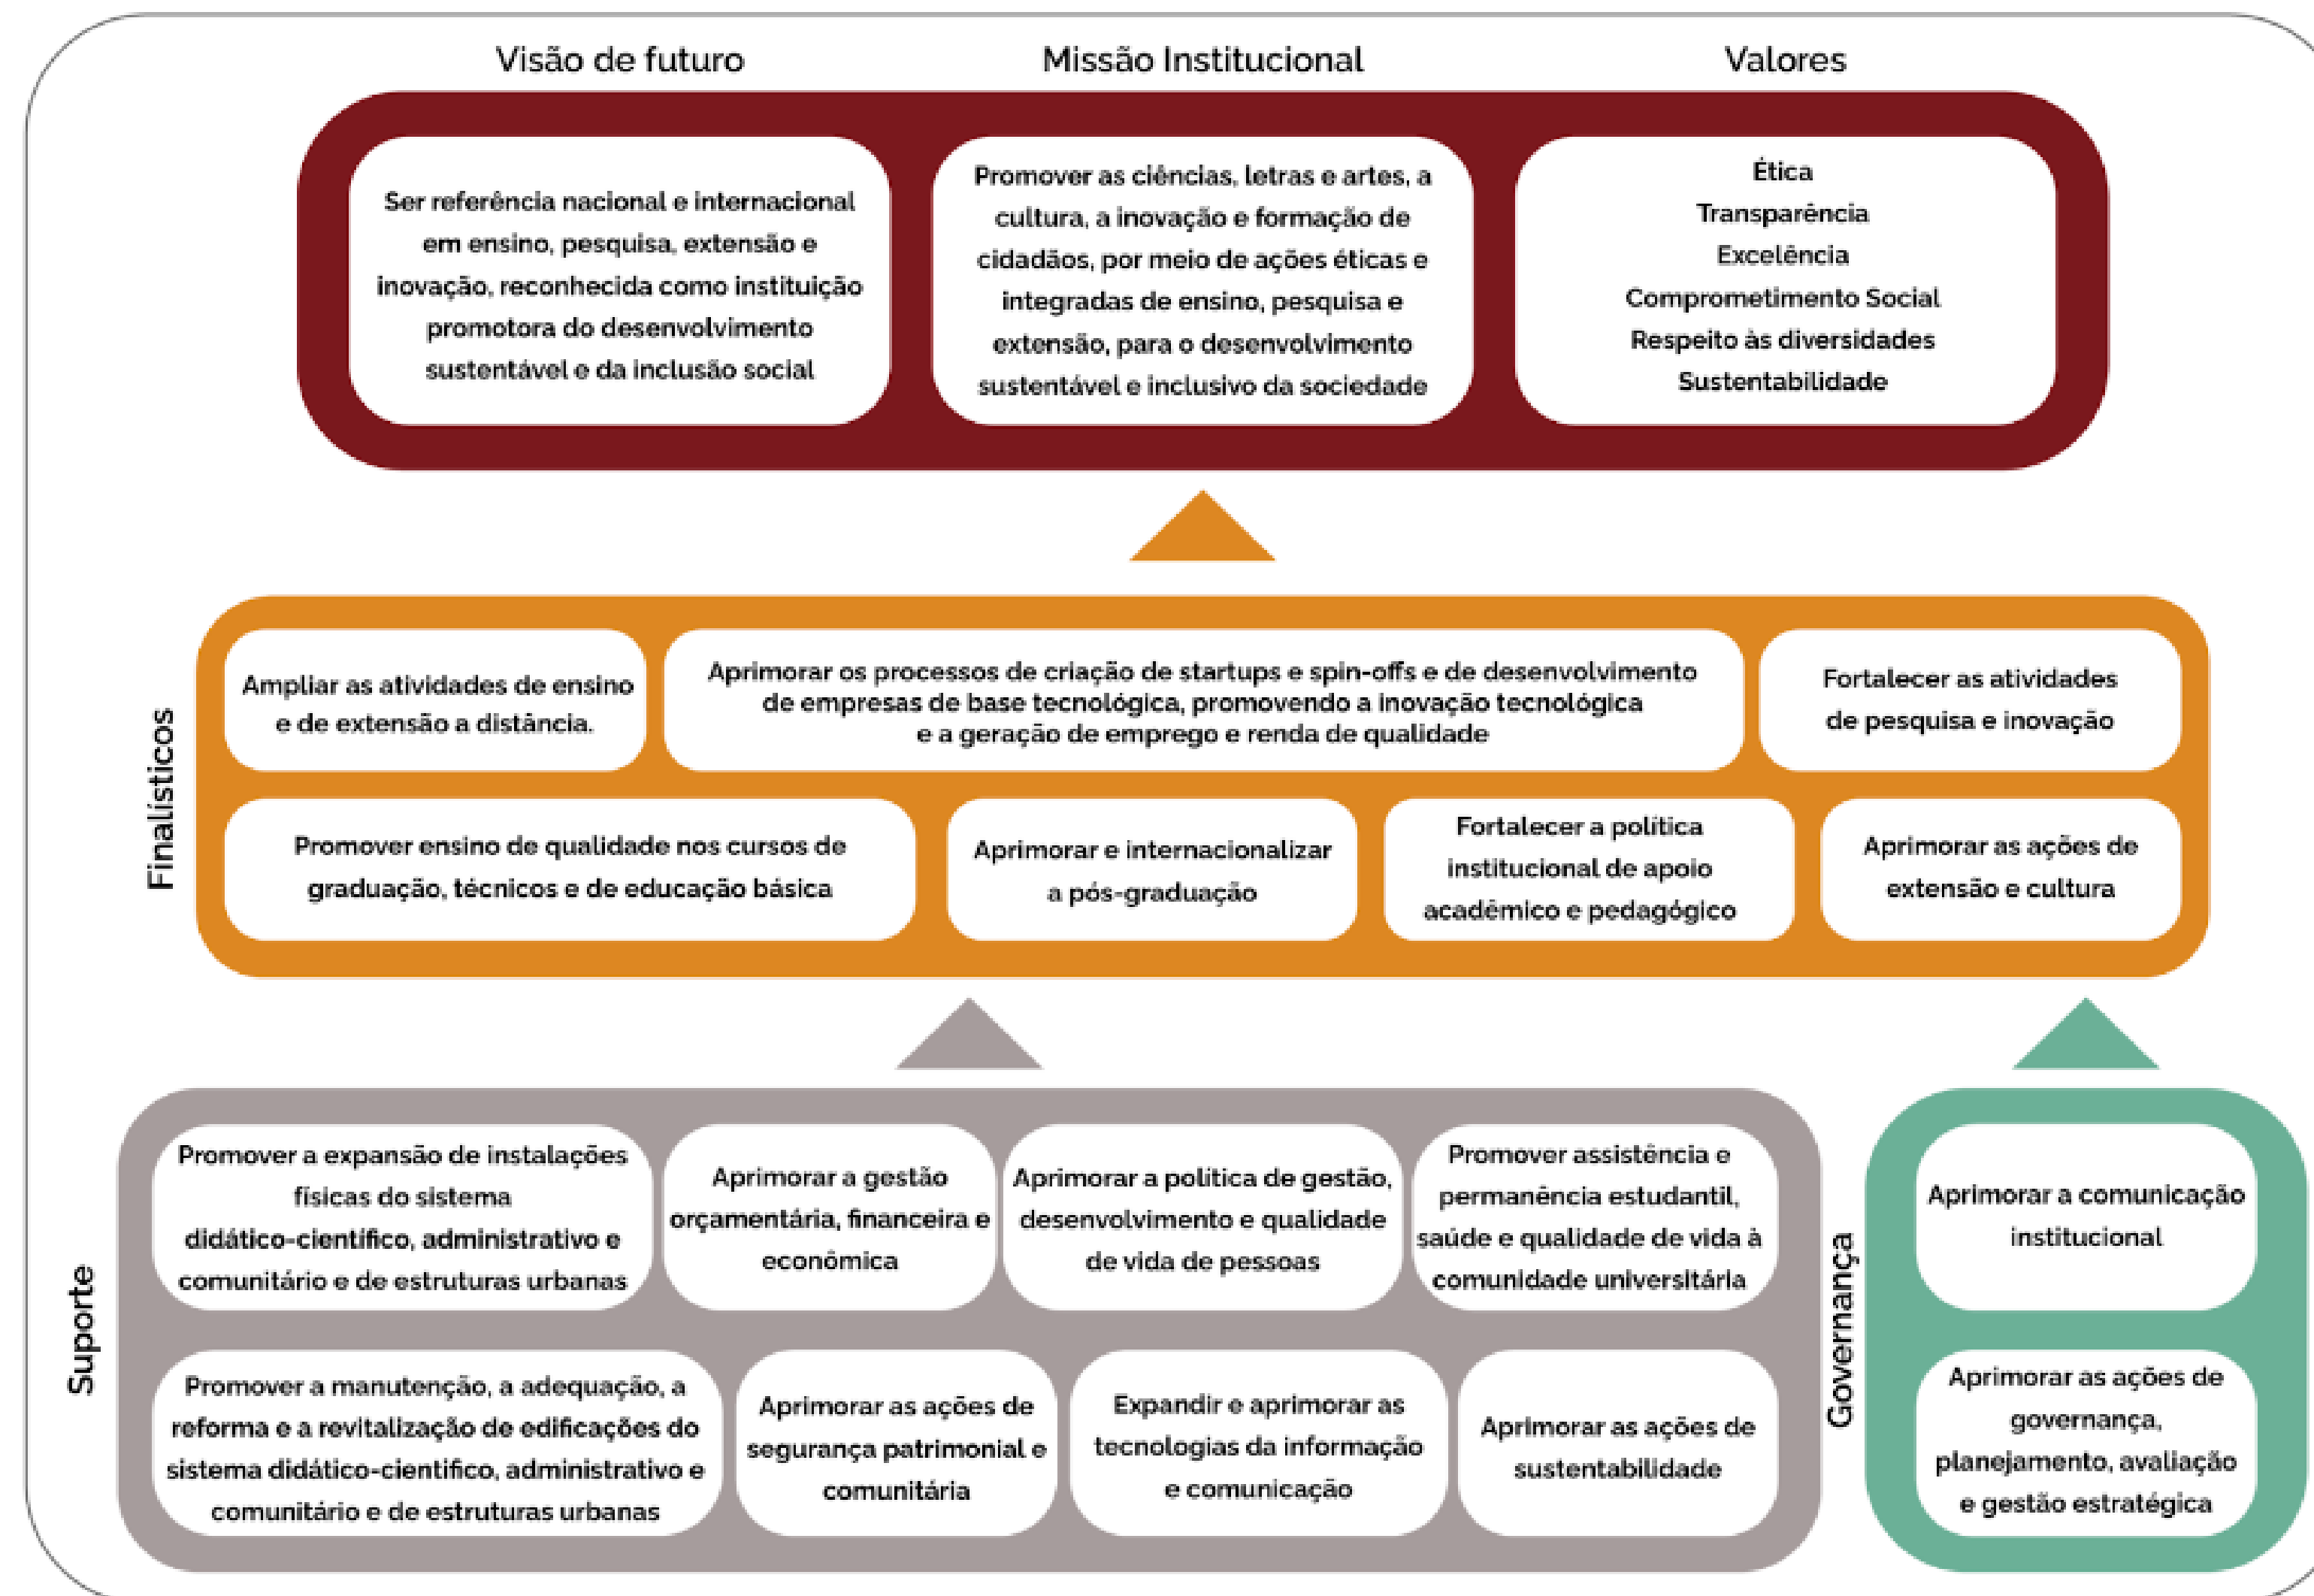 Visão de futuro
Missão Institucional
Valores
Ser referência nacional e internacional
em ensino, pesquisa, extensão e
inovação, reconhecida como instituição
promotora do desenvolvimento
sustentável e da inclusão social
Promover as ciências, letras e artes, a
cultura, a inovação e formação de
cidadãos, por meio de ações éticas e
integradas de ensino, pesquisa e
extensão, para o desenvolvimento
sustentável e inclusivo da sociedade
Ética
Transparência
Excelência
Comprometimento Social
Respeito às diversidades
Sustentabilidade
Finalísticos
Ampliar as atividades de ensino
e de extensão a distância.
Aprimorar os processos de criação de startups e spin-offs e de desenvolvimento
de empresas de base tecnológica, promovendo a inovação tecnológica
e a geração de emprego e renda de qualidade
Fortalecer as atividades
de pesquisa e inovação
Promover ensino de qualidade nos cursos de
graduação, técnicos e de educação básica
Aprimorar e internacionalizar
a pós-graduação
Fortalecer a política
institucional de apoio
acadêmico e pedagógico
Aprimorar as ações de
extensão e cultura
Suporte
Promover a expansão de instalações
físicas do sistema
didático-científico, administrativo e
comunitário e de estruturas urbanas
Aprimorar a gestão
orçamentária, financeira e
econômica
Aprimorar a política de gestão,
desenvolvimento e qualidade
de vida de pessoas
Promover assistência e
permanência estudantil,
saúde e qualidade de vida à
comunidade universitária
Promover a manutenção, a adequação, a
reforma e a revitalização de edificações do
sistema didático-científico, administrativo e
comunitário e de estruturas urbanas
Aprimorar as ações de
segurança patrimonial e
comunitária
Expandir e aprimorar as
tecnologias da informação
e comunicação
Aprimorar as ações de
sustentabilidade
Governança
Aprimorar a comunicação
institucional
Aprimorar as ações de
governança,
planejamento, avaliação
e gestão estratégica